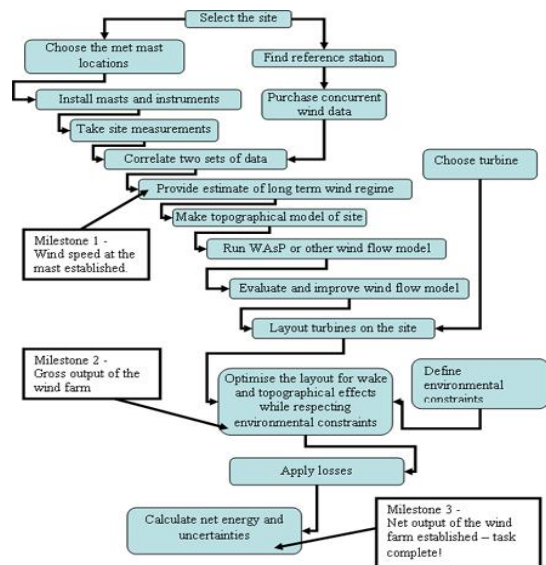 Select the site
Choose the met mast
locations
Find reference station
Install masts and instruments
Purchase concurrent
wind data
Take site measurements
Correlate two sets of data
Choose turbine
Provide estimate of long term wind regime
Make topographical model of site
Milestone 1 -
Wind speed at the
mast established.
Run WAsP or other wind flow model
Evaluate and improve wind flow model
Layout turbines on the site
Milestone 2 -
Gross output of the
wind farm
Optimise the layout for wake
and topographical effects
while respecting
environmental constraints
Define
environmental
constraints
Apply losses
Calculate net energy and
uncertainties
Milestone 3 -
Net output of the wind
farm established – task
complete!